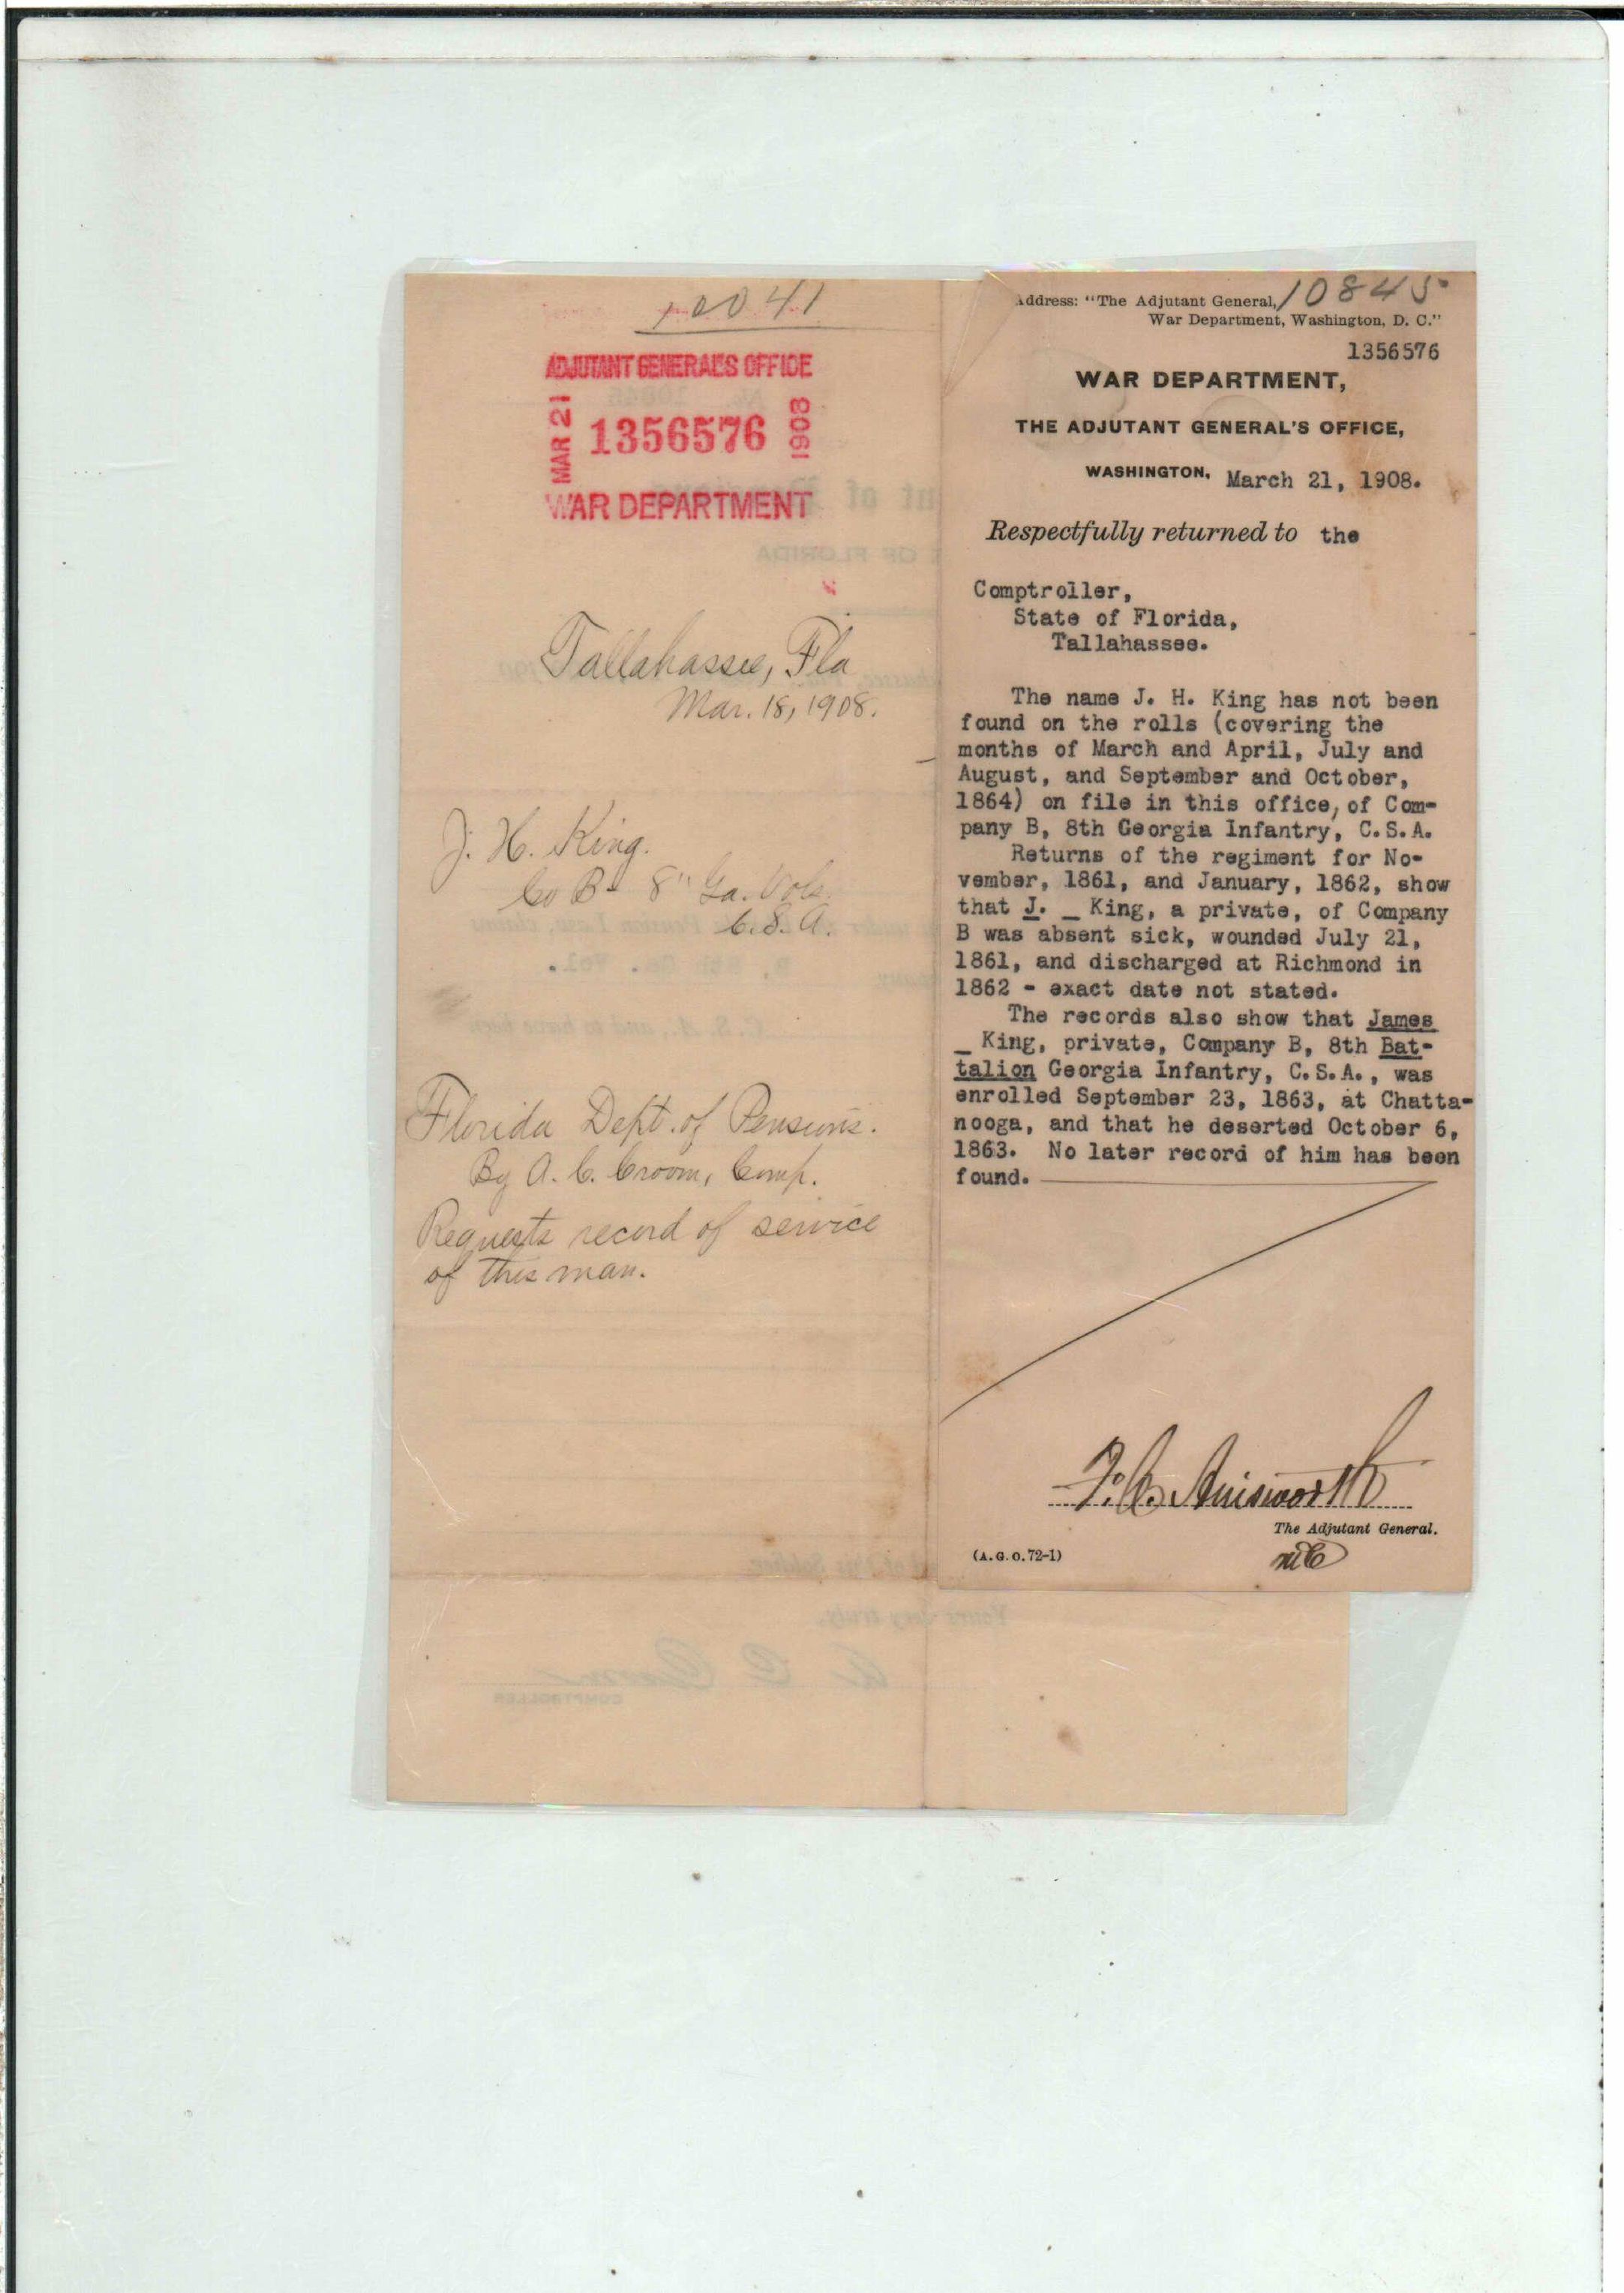 10041
ADJUTANT GENERAL'S OFFICE
MAR 21 1356576 1908
WAR DEPARTMENT
Tallahassee, Fla
Mar. 18, 1908.
J. H. King.
Co B - 8" Ga. Vols.
C.S.A.
Florida Dept. of Pensions.
By A. C. Croom, Comp.
Requests record of service
of this man.
Address: "The Adjutant General, 10845
War Department, Washington, D. C."
1356576
WAR DEPARTMENT,
THE ADJUTANT GENERAL'S OFFICE,
WASHINGTON, March 21, 1908.
Respectfully returned to the
Comptroller,
State of Florida,
Tallahassee.
The name J. H. King has not been
found on the rolls (covering the
months of March and April, July and
August, and September and October,
1864) on file in this office, of Com-
pany B, 8th Georgia Infantry, C.S.A.
Returns of the regiment for No-
vember, 1861, and January, 1862, show
that J. _ King, a private, of Company
B was absent sick, wounded July 21,
1861, and discharged at Richmond in
1862 - exact date not stated.
The records also show that James
_ King, private, Company B, 8th Bat-
talion Georgia Infantry, C.S.A., was
enrolled September 23, 1863, at Chatta-
nooga, and that he deserted October 6,
1863. No later record of him has been
found.
F. C. Ainsworth
The Adjutant General.
(A.G.O. 72-1)